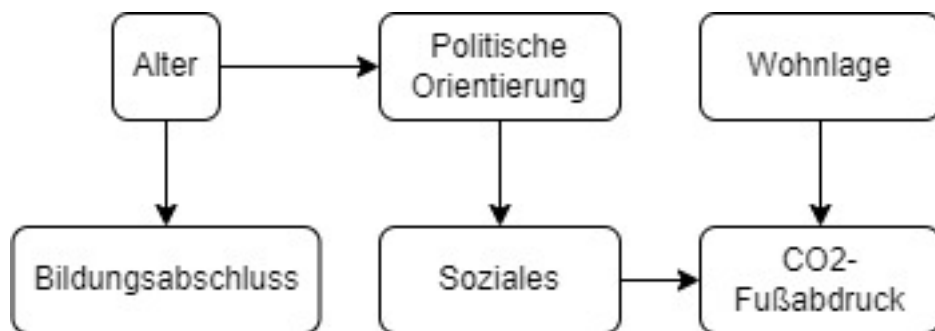 Alter
Politische
Orientierung
Wohnlage
Bildungsabschluss
Soziales
CO2-
Fußabdruck